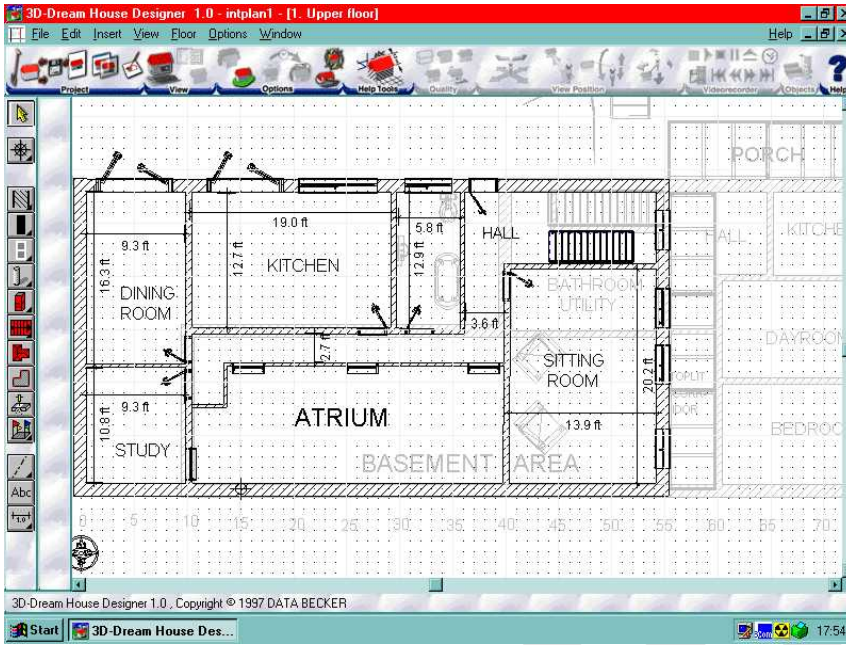 3D-Dream House Designer 1.0 - intplan1 - [1. Upper floor]
File Edit Insert View Floor Options Window Help
Project View Options Help Tools Quality View Position Videorecorder Objects Help
PORCH
19.0 ft
5.8 ft
HALL
HALL
9.3 ft
12.7 ft
KITCHEN
12.9 ft
16.3 ft
DINING
ROOM
BATHROOM
UTILITY
3.6 ft
2.7 ft
DAYROOM
SITTING
ROOM
20.2 ft
9.3 ft
ATRIUM
13.9 ft
10.8 ft
STUDY
BASEMENT AREA
Abc
1.0
0 5 10 20 25 30 35 40 45 50 55 60 65 70
3D-Dream House Designer 1.0 , Copyright © 1997 DATA BECKER
Start 3D-Dream House Des... 17:54